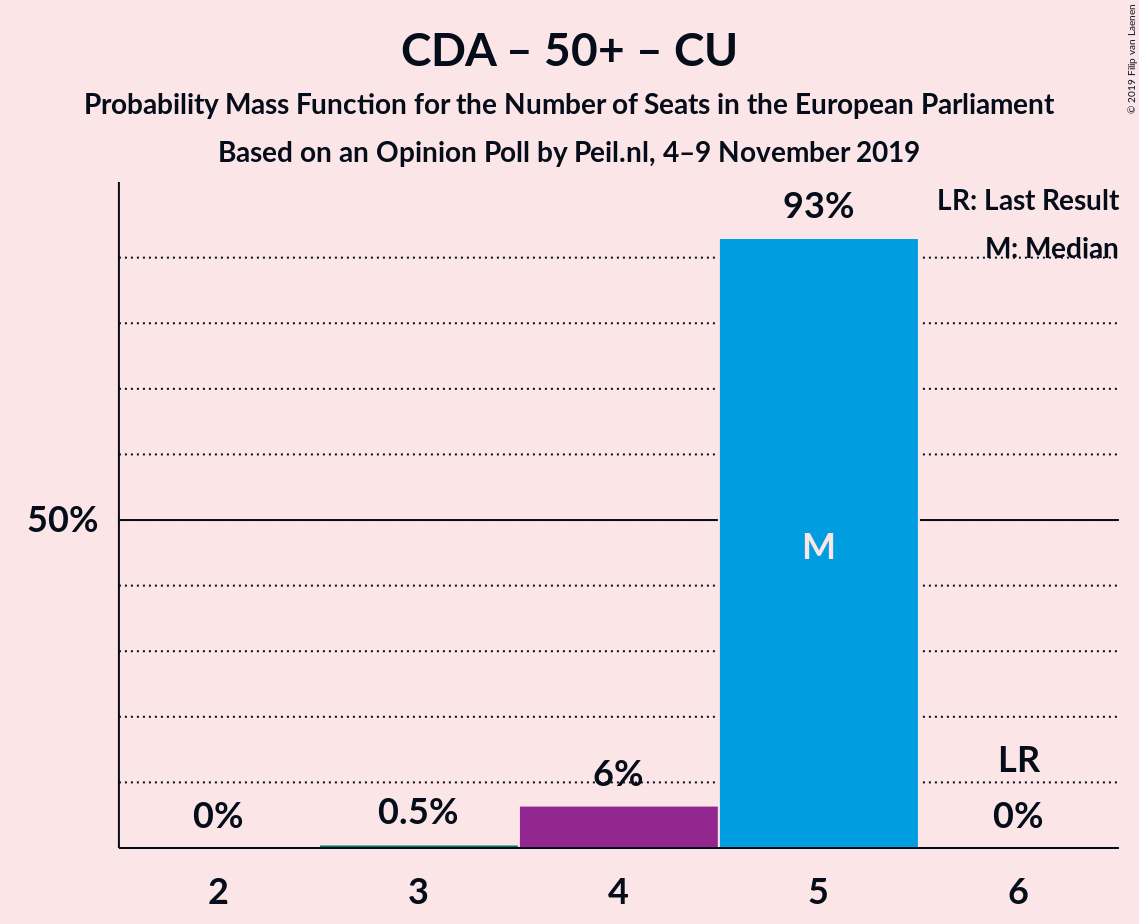 CDA – 50+ – CU
Probability Mass Function for the Number of Seats in the European Parliament
Based on an Opinion Poll by Peil.nl, 4–9 November 2019
© 2019 Filip van Laenen
LR: Last Result
M: Median
93%
50%
M
6%
LR
0%
0.5%
0%
2
3
4
5
6